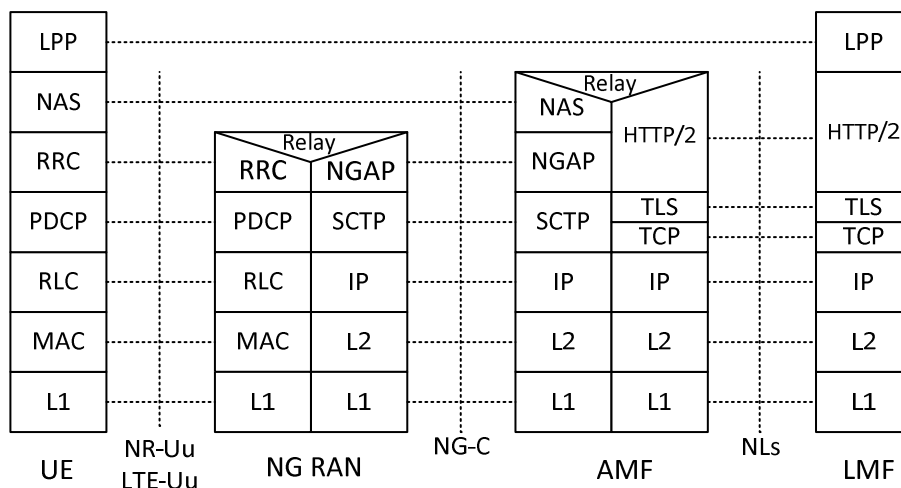 LPP
LPP
Relay
NAS
NAS
HTTP/2
HTTP/2
Relay
RRC
RRC
NGAP
NGAP
PDCP
PDCP
SCTP
SCTP
TLS
TLS
TCP
TCP
RLC
RLC
IP
IP
IP
IP
MAC
MAC
L2
L2
L2
L2
L1
L1
L1
L1
L1
L1
UE
NR-Uu
LTE-Uu
NG RAN
NG-C
AMF
NLs
LMF